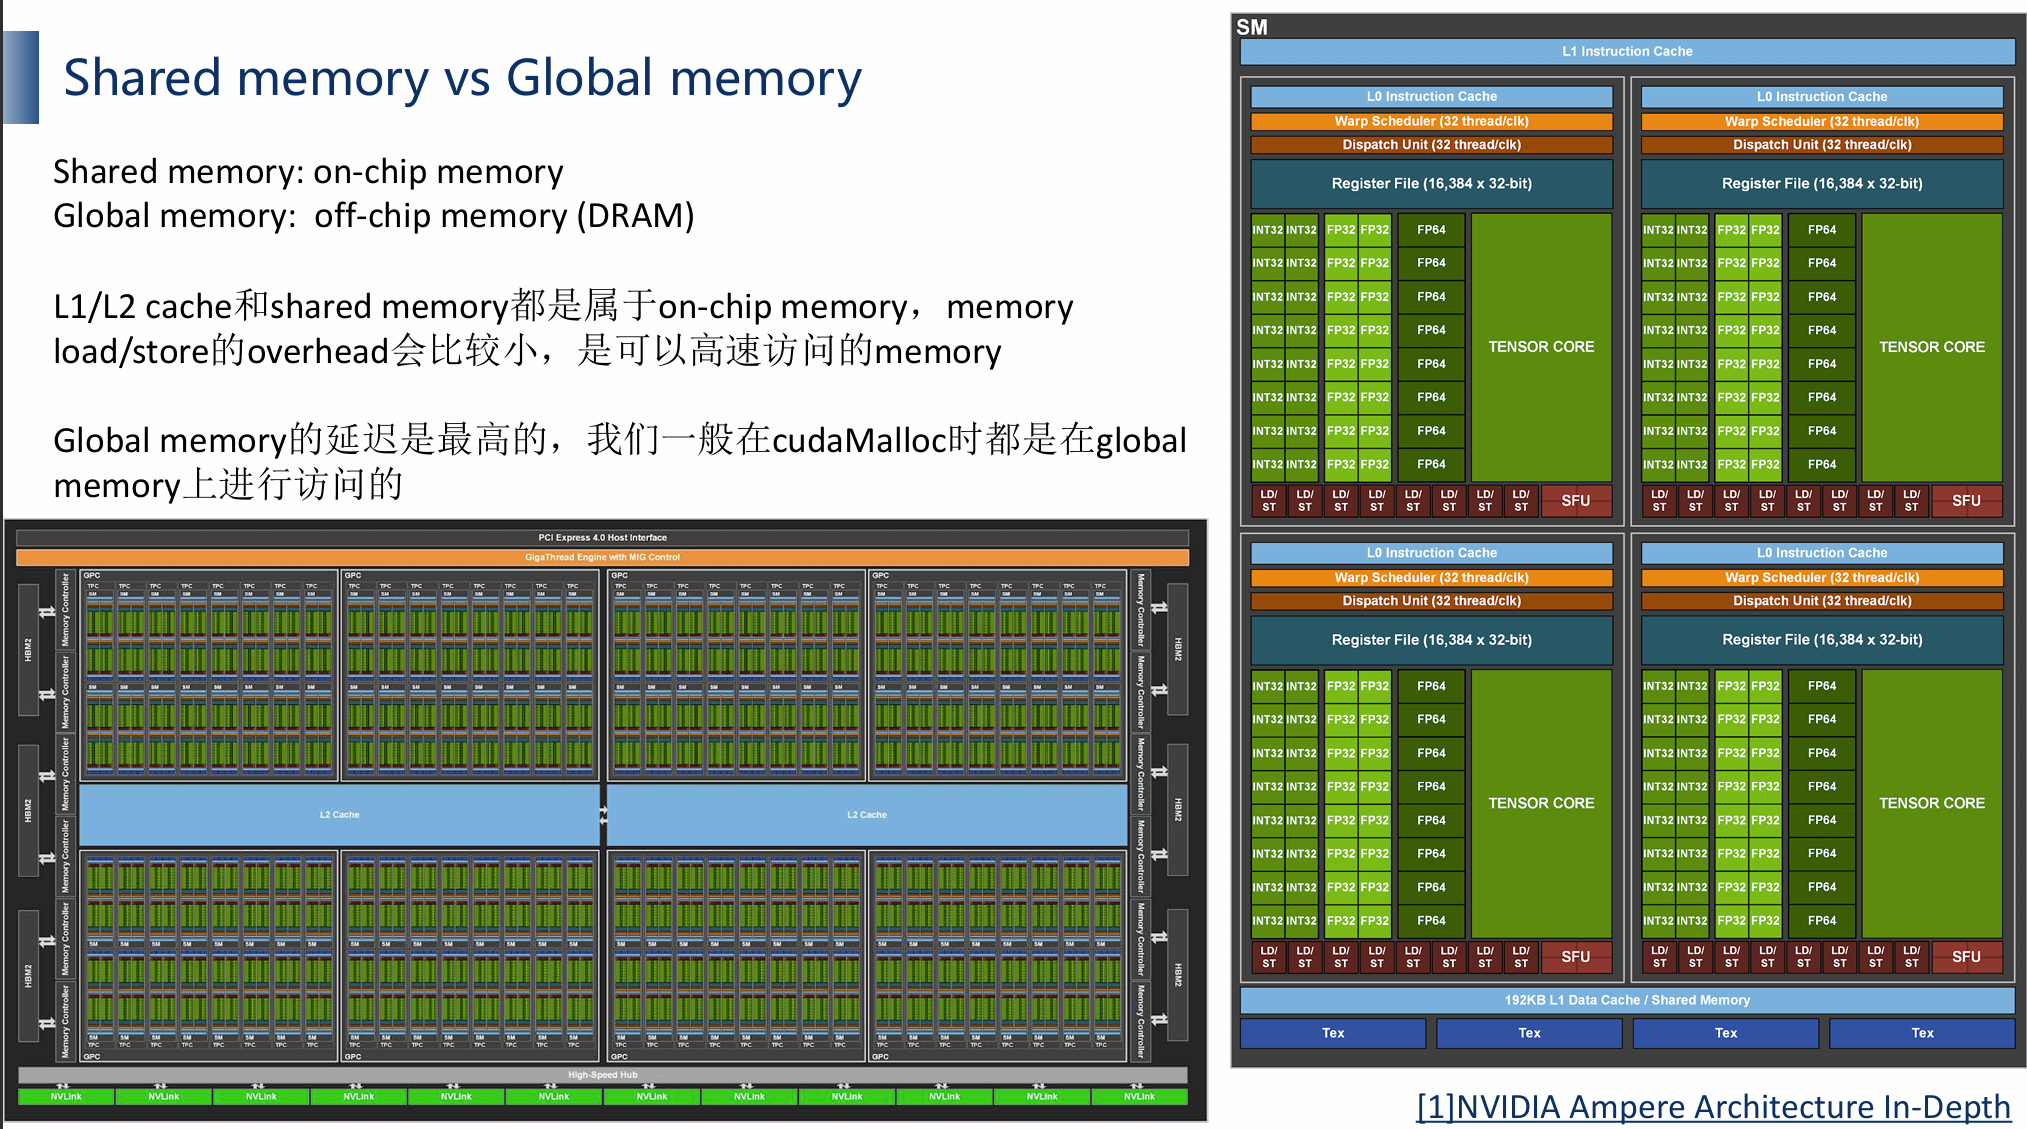 Shared memory vs Global memory
Shared memory: on-chip memory
Global memory: off-chip memory (DRAM)
L1/L2 cache和shared memory都是属于on-chip memory，memory
load/store的overhead会比较小，是可以高速访问的memory
Global memory的延迟是最高的，我们一般在cudaMalloc时都是在global
memory上进行访问的
PCI Express 4.0 Host Interface
GigaThread Engine with MIG Control
GPC GPC GPC GPC
HBM2 Memory Controller Memory Controller HBM2
L2 Cache L2 Cache
GPC GPC GPC GPC
High-Speed Hub
NVLink NVLink NVLink NVLink NVLink NVLink NVLink NVLink NVLink NVLink NVLink NVLink
SM
L1 Instruction Cache
L0 Instruction Cache L0 Instruction Cache
Warp Scheduler (32 thread/clk) Warp Scheduler (32 thread/clk)
Dispatch Unit (32 thread/clk) Dispatch Unit (32 thread/clk)
Register File (16,384 x 32-bit) Register File (16,384 x 32-bit)
INT32 INT32 FP32 FP32 FP64 INT32 INT32 FP32 FP32 FP64
INT32 INT32 FP32 FP32 FP64 INT32 INT32 FP32 FP32 FP64
INT32 INT32 FP32 FP32 FP64 INT32 INT32 FP32 FP32 FP64
INT32 INT32 FP32 FP32 FP64 INT32 INT32 FP32 FP32 FP64
TENSOR CORE TENSOR CORE
INT32 INT32 FP32 FP32 FP64 INT32 INT32 FP32 FP32 FP64
INT32 INT32 FP32 FP32 FP64 INT32 INT32 FP32 FP32 FP64
INT32 INT32 FP32 FP32 FP64 INT32 INT32 FP32 FP32 FP64
INT32 INT32 FP32 FP32 FP64 INT32 INT32 FP32 FP32 FP64
LD/ LD/ LD/ LD/ LD/ LD/ LD/ LD/ SFU LD/ LD/ LD/ LD/ LD/ LD/ LD/ LD/ SFU
ST ST ST ST ST ST ST ST ST ST ST ST ST ST ST ST
L0 Instruction Cache L0 Instruction Cache
Warp Scheduler (32 thread/clk) Warp Scheduler (32 thread/clk)
Dispatch Unit (32 thread/clk) Dispatch Unit (32 thread/clk)
Register File (16,384 x 32-bit) Register File (16,384 x 32-bit)
INT32 INT32 FP32 FP32 FP64 INT32 INT32 FP32 FP32 FP64
INT32 INT32 FP32 FP32 FP64 INT32 INT32 FP32 FP32 FP64
INT32 INT32 FP32 FP32 FP64 INT32 INT32 FP32 FP32 FP64
INT32 INT32 FP32 FP32 FP64 INT32 INT32 FP32 FP32 FP64
TENSOR CORE TENSOR CORE
INT32 INT32 FP32 FP32 FP64 INT32 INT32 FP32 FP32 FP64
INT32 INT32 FP32 FP32 FP64 INT32 INT32 FP32 FP32 FP64
INT32 INT32 FP32 FP32 FP64 INT32 INT32 FP32 FP32 FP64
INT32 INT32 FP32 FP32 FP64 INT32 INT32 FP32 FP32 FP64
LD/ LD/ LD/ LD/ LD/ LD/ LD/ LD/ SFU LD/ LD/ LD/ LD/ LD/ LD/ LD/ LD/ SFU
ST ST ST ST ST ST ST ST ST ST ST ST ST ST ST ST
192KB L1 Data Cache / Shared Memory
Tex Tex Tex Tex
[1]NVIDIA Ampere Architecture In-Depth